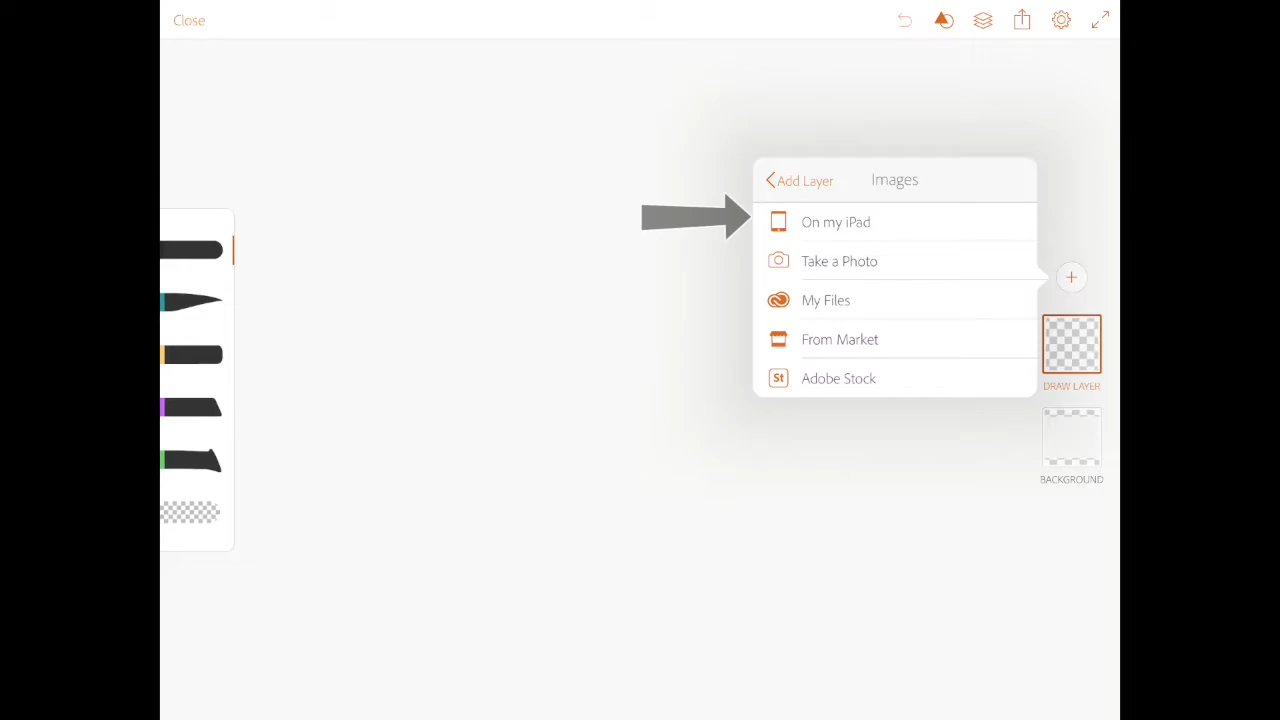 Close
Add Layer Images
On my iPad
Take a Photo
My Files
From Market
St Adobe Stock
DRAW LAYER
BACKGROUND